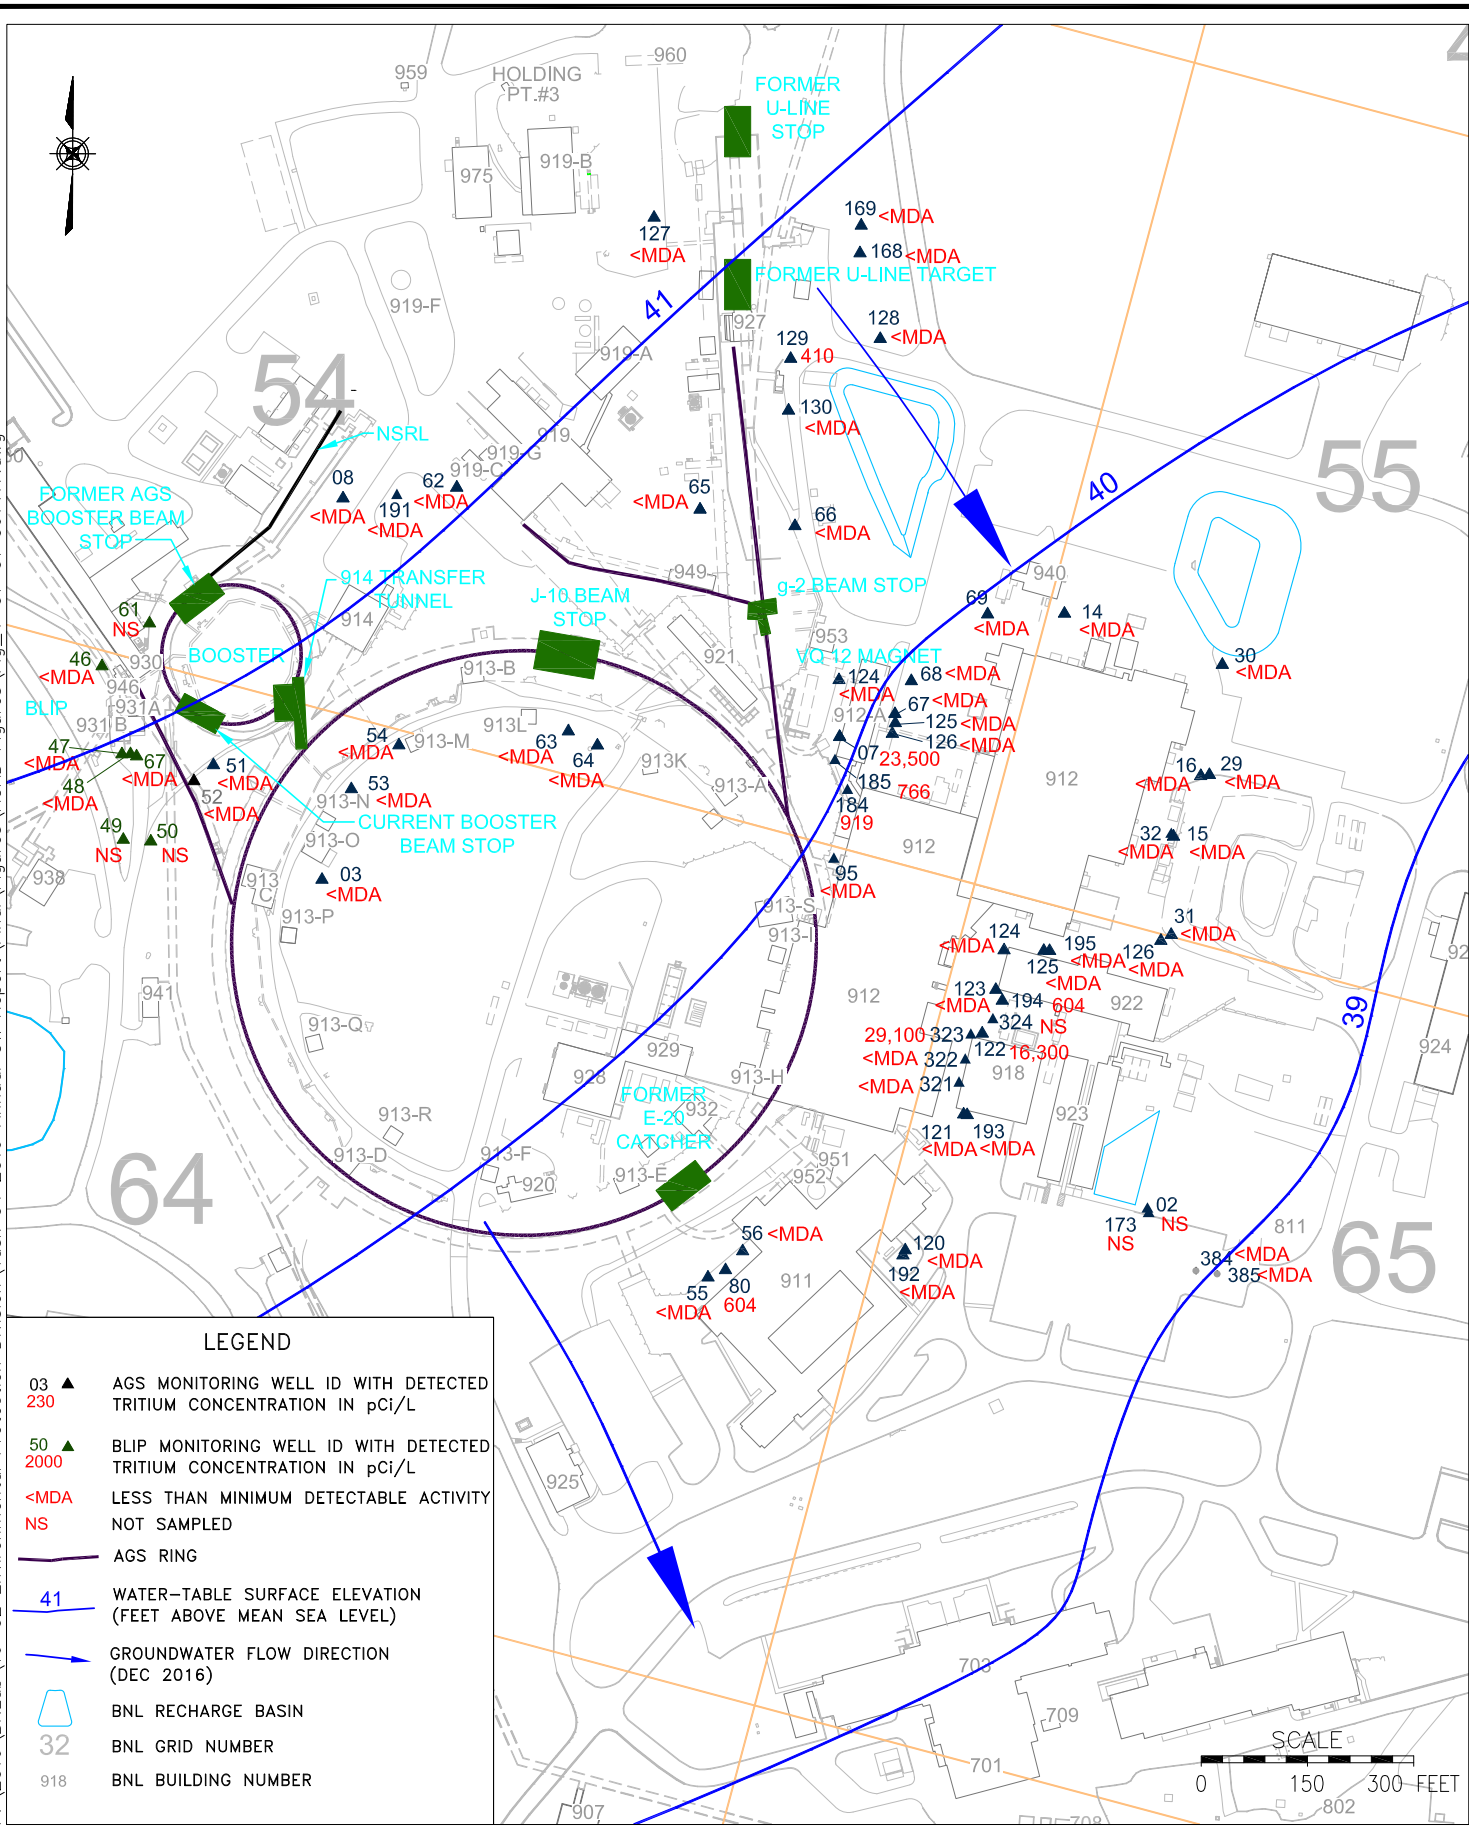 959
HOLDING
PT.#3
960
FORMER
U-LINE
STOP
975
919-B
169
<MDA
127
<MDA
168
<MDA
FORMER U-LINE TARGET
919-F
41
927
128
<MDA
129
410
919-A
54
130
<MDA
NSRL
919
919-G
919-C
55
40
FORMER AGS
BOOSTER BEAM
STOP
08
<MDA
191
<MDA
62
<MDA
65
<MDA
66
<MDA
914 TRANSFER
TUNNEL
914
J-10 BEAM
STOP
949
g-2 BEAM STOP
940
69
<MDA
14
<MDA
61
NS
46
<MDA
930
BOOSTER
913-B
921
953
VQ-12 MAGNET
124
<MDA
68
<MDA
30
<MDA
946
931A
931B
BLIP
913L
912-A
67
<MDA
125
<MDA
126
<MDA
47
<MDA
48
<MDA
67
<MDA
51
<MDA
52
<MDA
54
<MDA
913-M
63
<MDA
64
<MDA
913K
913-A
07
23,500
185
766
184
919
912
16
<MDA
29
<MDA
53
<MDA
913-N
913-O
CURRENT BOOSTER
BEAM STOP
49
NS
50
NS
938
912
32
<MDA
15
<MDA
03
<MDA
913
C
95
<MDA
913-P
913-S
913-I
31
<MDA
126
<MDA
124
<MDA
195
<MDA
125
<MDA
941
912
123
<MDA
194
604
922
324
NS
39
913-Q
929
29,100
323
122
16,300
924
<MDA
322
918
<MDA
321
928
913-H
FORMER
E-20
CATCHER
932
923
913-R
121
<MDA
193
<MDA
913-D
913-F
920
913-E
951
952
64
02
NS
173
NS
811
65
56
<MDA
120
<MDA
192
<MDA
384
<MDA
385
<MDA
55
<MDA
80
604
911
LEGEND
03
230
AGS MONITORING WELL ID WITH DETECTED
TRITIUM CONCENTRATION IN pCi/L
50
2000
BLIP MONITORING WELL ID WITH DETECTED
TRITIUM CONCENTRATION IN pCi/L
<MDA
LESS THAN MINIMUM DETECTABLE ACTIVITY
NS
NOT SAMPLED
AGS RING
41
WATER-TABLE SURFACE ELEVATION
(FEET ABOVE MEAN SEA LEVEL)
GROUNDWATER FLOW DIRECTION
(DEC 2016)
BNL RECHARGE BASIN
32
BNL GRID NUMBER
918
BNL BUILDING NUMBER
925
703
709
701
907
SCALE
0 150 300 FEET
802